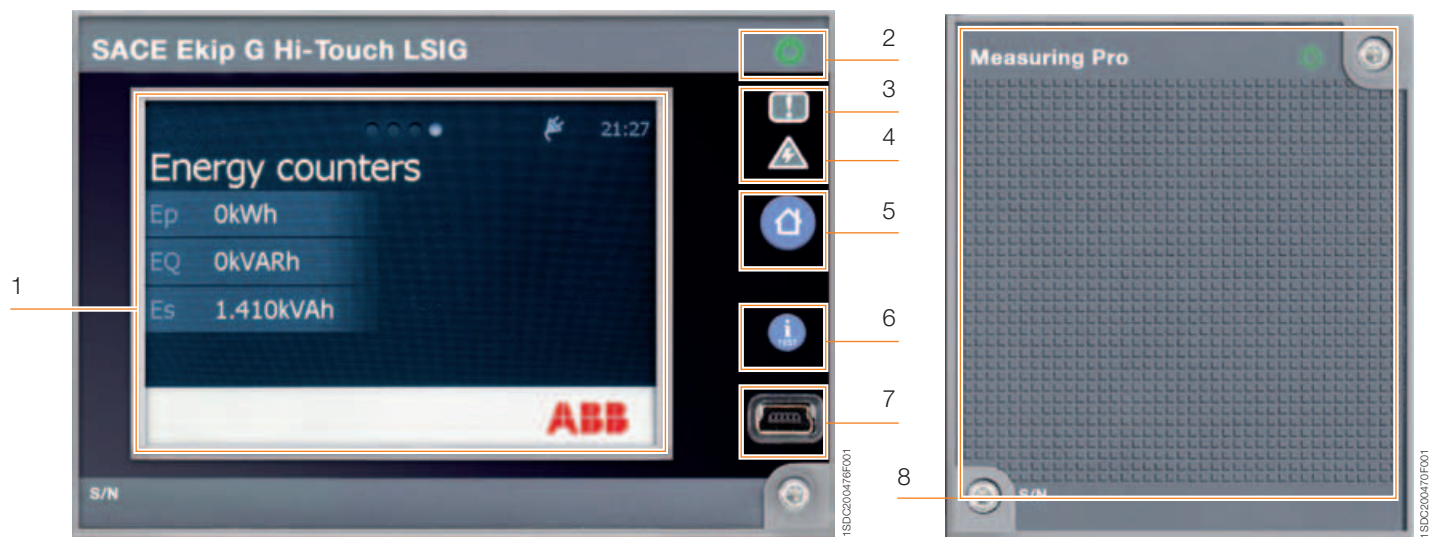 SACE Ekip G Hi-Touch LSIG
21:27
Energy counters
Ep 0kWh
EQ 0kVARh
Es 1.410kVAh
ABB
S/N
TEST
1
2
3
4
5
6
7
1SDC200476F001
Measuring Pro
S/N
8
1SDC200470F001